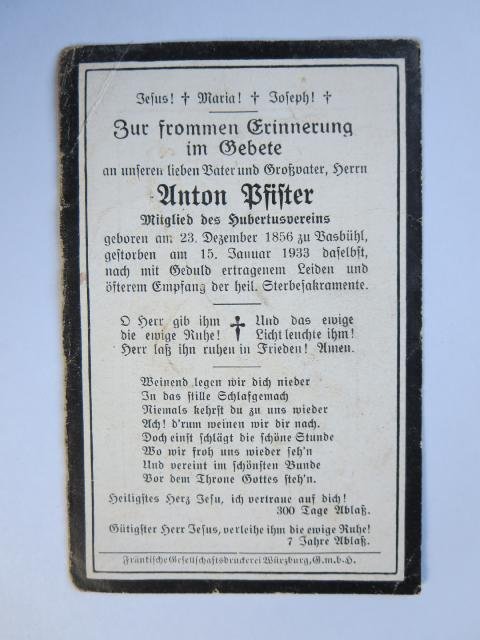 Jesus! † Maria! † Joseph! †
Zur frommen Erinnerung
im Gebete
an unseren lieben Vater und Großvater, Herrn
Anton Pfister
Mitglied des Hubertusvereins
geboren am 23. Dezember 1856 zu Vasbühl,
gestorben am 15. Januar 1933 daselbst,
nach mit Geduld ertragenem Leiden und
öfterem Empfang der heil. Sterbesakramente.
O Herr gib ihm † Und das ewige
die ewige Ruhe! Licht leuchte ihm!
Herr laß ihn ruhen in Frieden! Amen.
Weinend legen wir dich nieder
In das stille Schlafgemach
Niemals kehrst du zu uns wieder
Ach! d'rum weinen wir dir nach.
Doch einst schlägt die schöne Stunde
Wo wir froh uns wieder seh'n
Und vereint im schönsten Bunde
Vor dem Throne Gottes steh'n.
Heiligstes Herz Jesu, ich vertraue auf dich!
300 Tage Ablaß.
Gütigster Herr Jesus, verleihe ihm die ewige Ruhe!
7 Jahre Ablaß.
Fränkische Gesellschaftsdruckerei Würzburg, G.m.b.H.